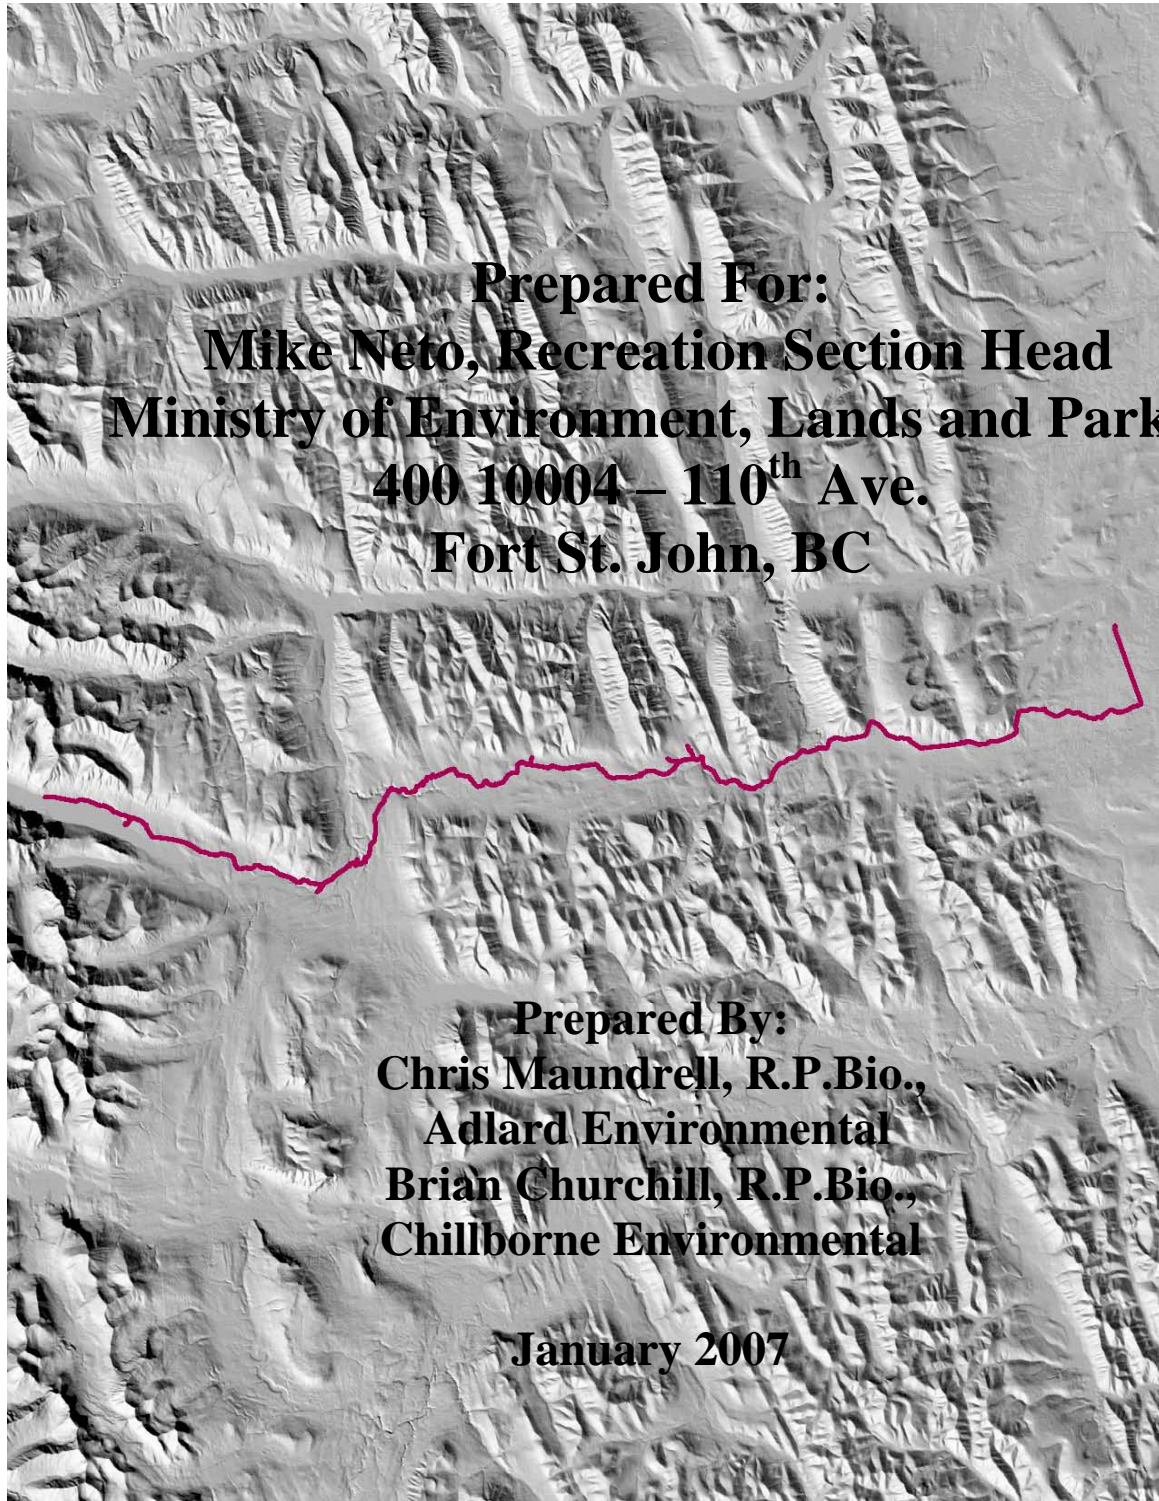 Prepared For:
Mike Neto, Recreation Section Head
Ministry of Environment, Lands and Park
400 10004 – 110th Ave.
Fort St. John, BC
Prepared By:
Chris Maundrell, R.P.Bio.,
Adlard Environmental
Brian Churchill, R.P.Bio.,
Chillborne Environmental
January 2007